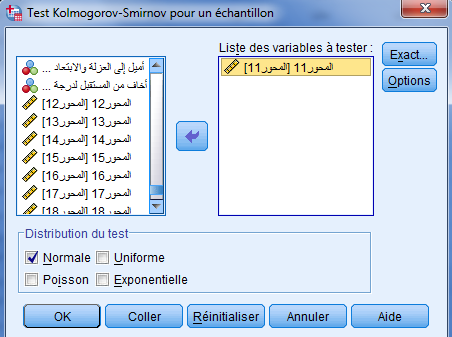 Test Kolmogorov-Smirnov pour un échantillon
Liste des variables à tester :
أميل إلى العزلة والابتعاد ...
أخاف من المستقبل لدرجة ...
المحور12 [المحور12]
المحور13 [المحور13]
المحور14 [المحور14]
المحور15 [المحور15]
المحور16 [المحور16]
المحور17 [المحور17]
المحور18 [المحور18]
المحور11 [المحور11]
Exact...
Options
Distribution du test
Normale Uniforme
Poisson Exponentielle
OK Coller Réinitialiser Annuler Aide